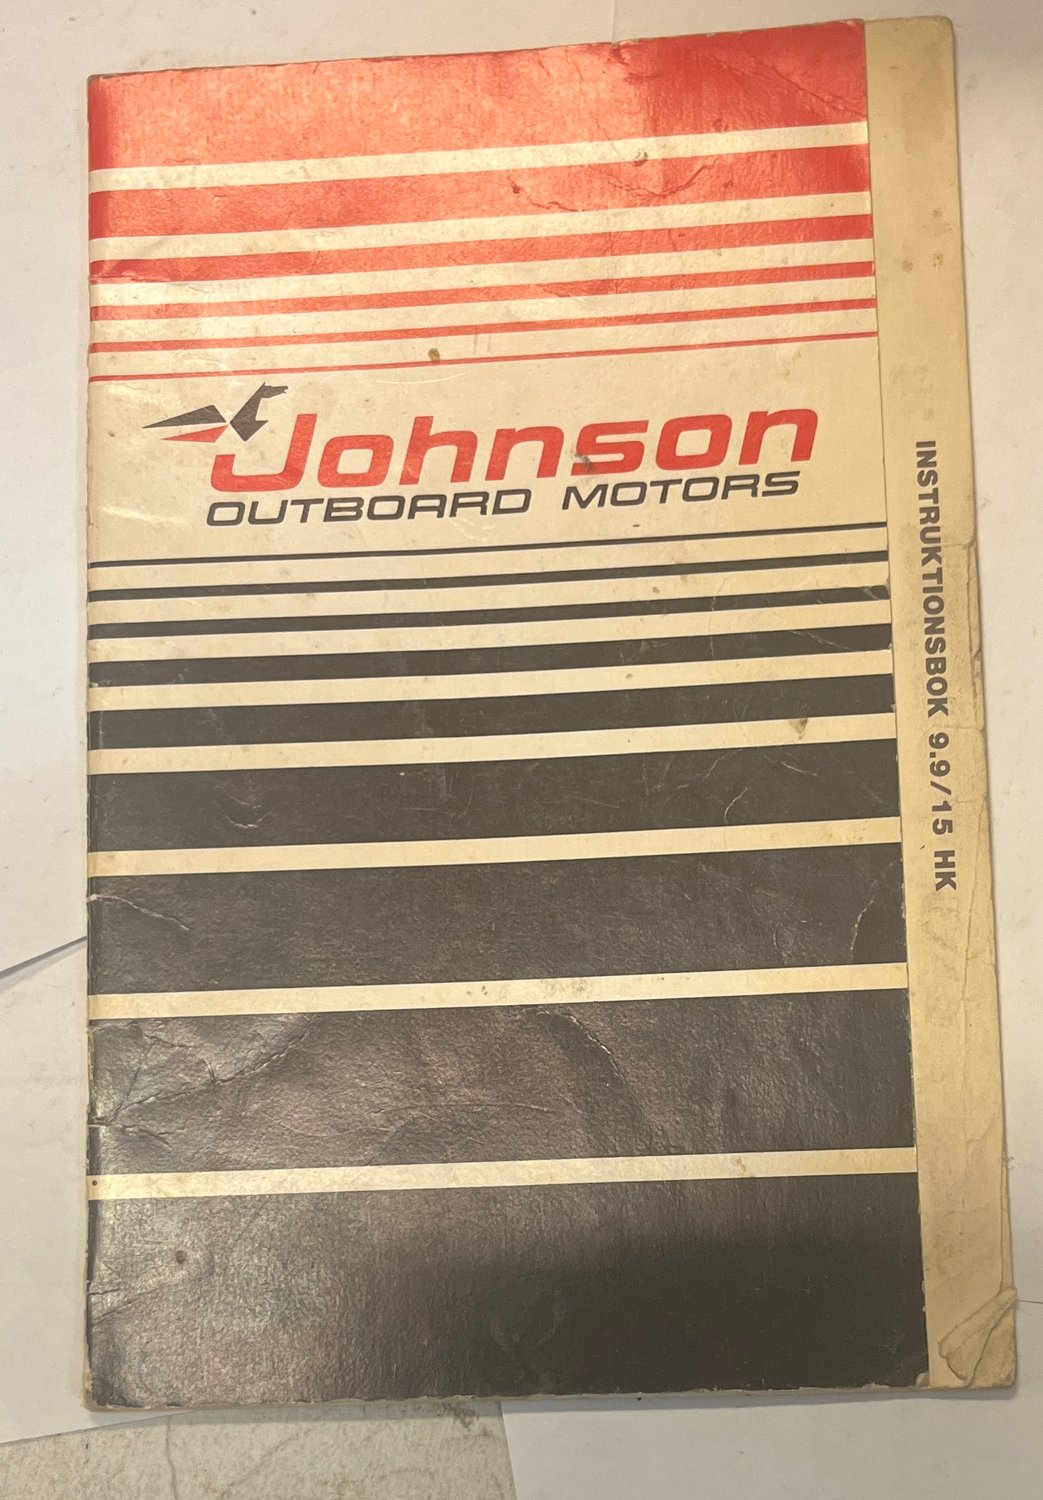 Johnson
OUTBOARD MOTORS
INSTRUKTIONSBOK 9.9/15 HK